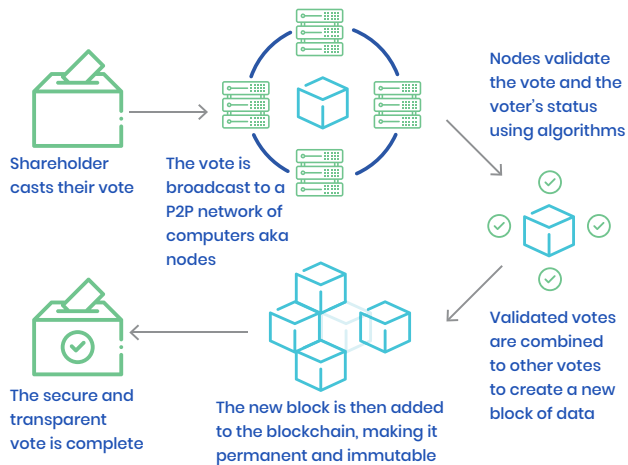 Shareholder
casts their vote
The vote is
broadcast to a
P2P network of
computers aka
nodes
Nodes validate
the vote and the
voter's status
using algorithms
Validated votes
are combined
to other votes
to create a new
block of data
The new block is then added
to the blockchain, making it
permanent and immutable
The secure and
transparent
vote is complete